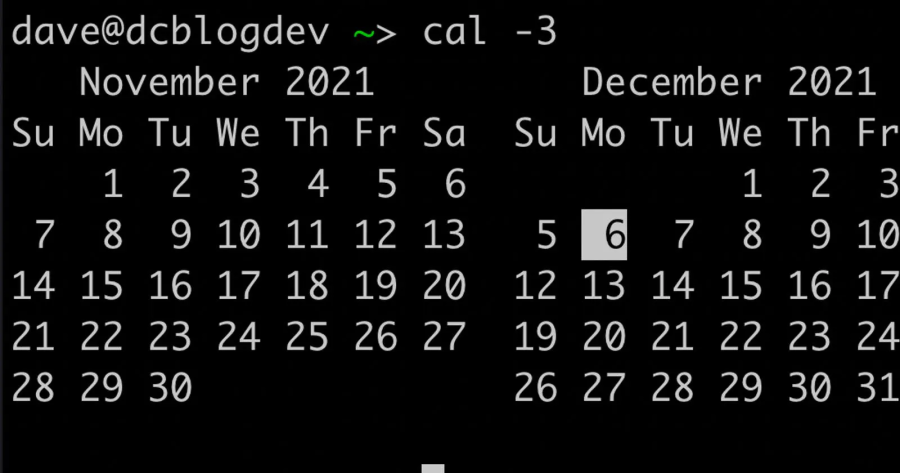 dave@dcblogdev ~> cal -3
   November 2021               December 2021
Su Mo Tu We Th Fr Sa  Su Mo Tu We Th Fr
    1  2  3  4  5  6            1  2  3
 7  8  9 10 11 12 13   5  6  7  8  9 10
14 15 16 17 18 19 20  12 13 14 15 16 17
21 22 23 24 25 26 27  19 20 21 22 23 24
28 29 30              26 27 28 29 30 31